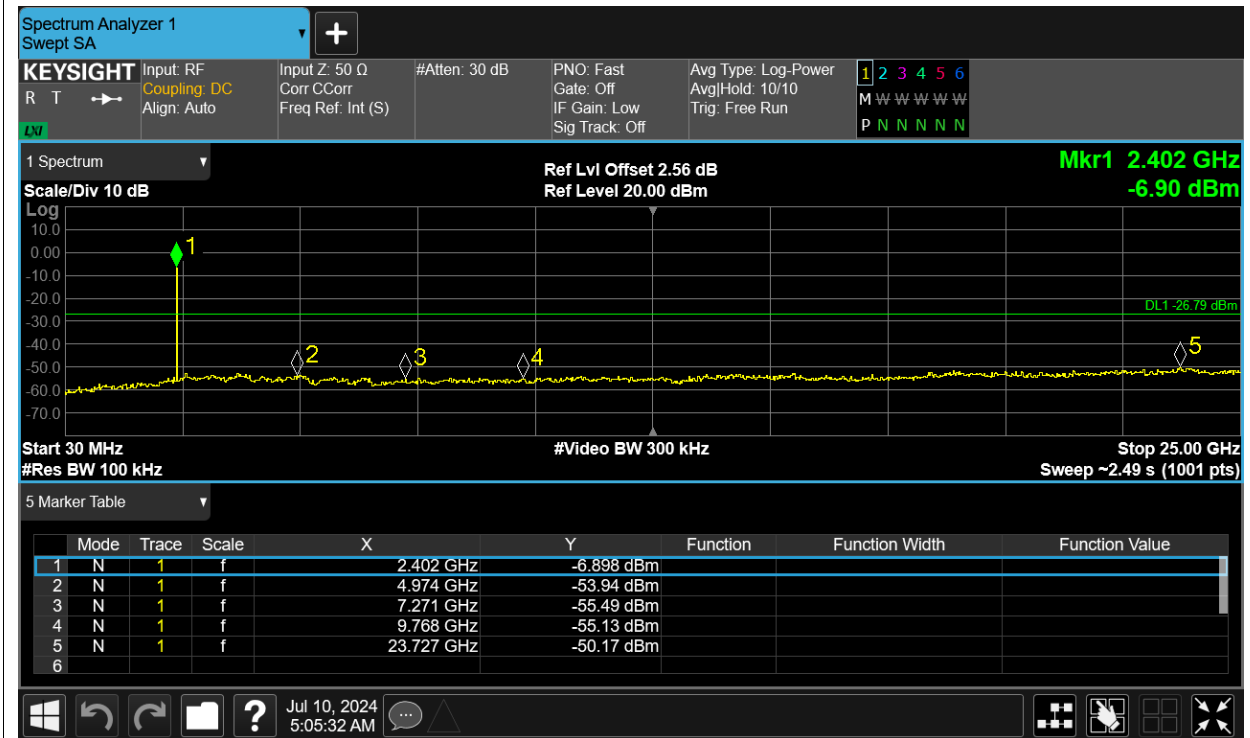 Spectrum Analyzer 1
Swept SA
+
KEYSIGHT Input: RF Input Z: 50 Ω #Atten: 30 dB PNO: Fast Avg Type: Log-Power 1 2 3 4 5 6
R T Coupling: DC Corr CCorr Gate: Off Avg|Hold: 10/10 M W W W W W
Align: Auto Freq Ref: Int (S) IF Gain: Low Trig: Free Run
LXI Sig Track: Off P N N N N N
1 Spectrum
Ref Lvl Offset 2.56 dB Mkr1 2.402 GHz
Scale/Div 10 dB Ref Level 20.00 dBm -6.90 dBm
Log
10.0
0.00
-10.0
-20.0
-30.0
-40.0
-50.0
-60.0
-70.0
1
DL1 -26.79 dBm
2
3
4
5
Start 30 MHz #Video BW 300 kHz Stop 25.00 GHz
#Res BW 100 kHz Sweep ~2.49 s (1001 pts)
5 Marker Table
Mode Trace Scale X Y Function Function Width Function Value
1 N 1 f 2.402 GHz -6.898 dBm
2 N 1 f 4.974 GHz -53.94 dBm
3 N 1 f 7.271 GHz -55.49 dBm
4 N 1 f 9.768 GHz -55.13 dBm
5 N 1 f 23.727 GHz -50.17 dBm
6
? Jul 10, 2024
5:05:32 AM